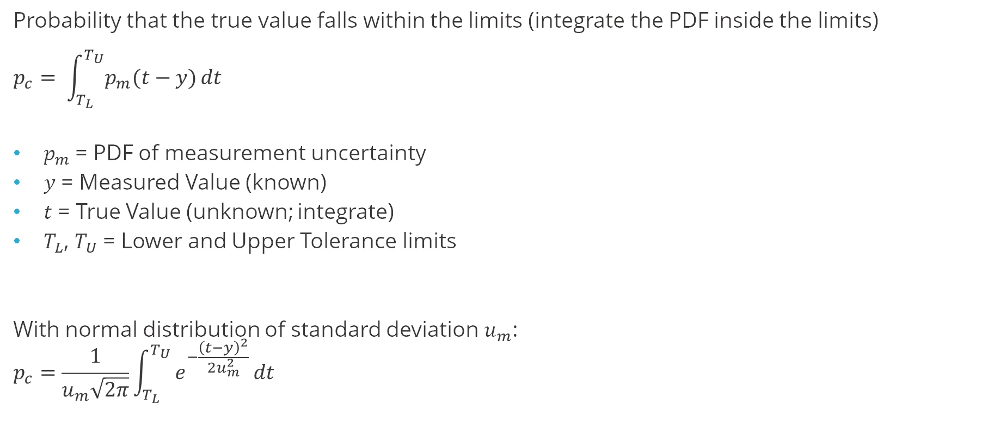 Probability that the true value falls within the limits (integrate the PDF inside the limits)
$p_c = \int_{T_L}^{T_U} p_m(t - y)\, dt$
• $p_m$ = PDF of measurement uncertainty
• $y$ = Measured Value (known)
• $t$ = True Value (unknown; integrate)
• $T_L$, $T_U$ = Lower and Upper Tolerance limits
With normal distribution of standard deviation $u_m$:
$p_c = \frac{1}{u_m\sqrt{2\pi}} \int_{T_L}^{T_U} e^{-\frac{(t-y)^2}{2u_m^2}}\, dt$